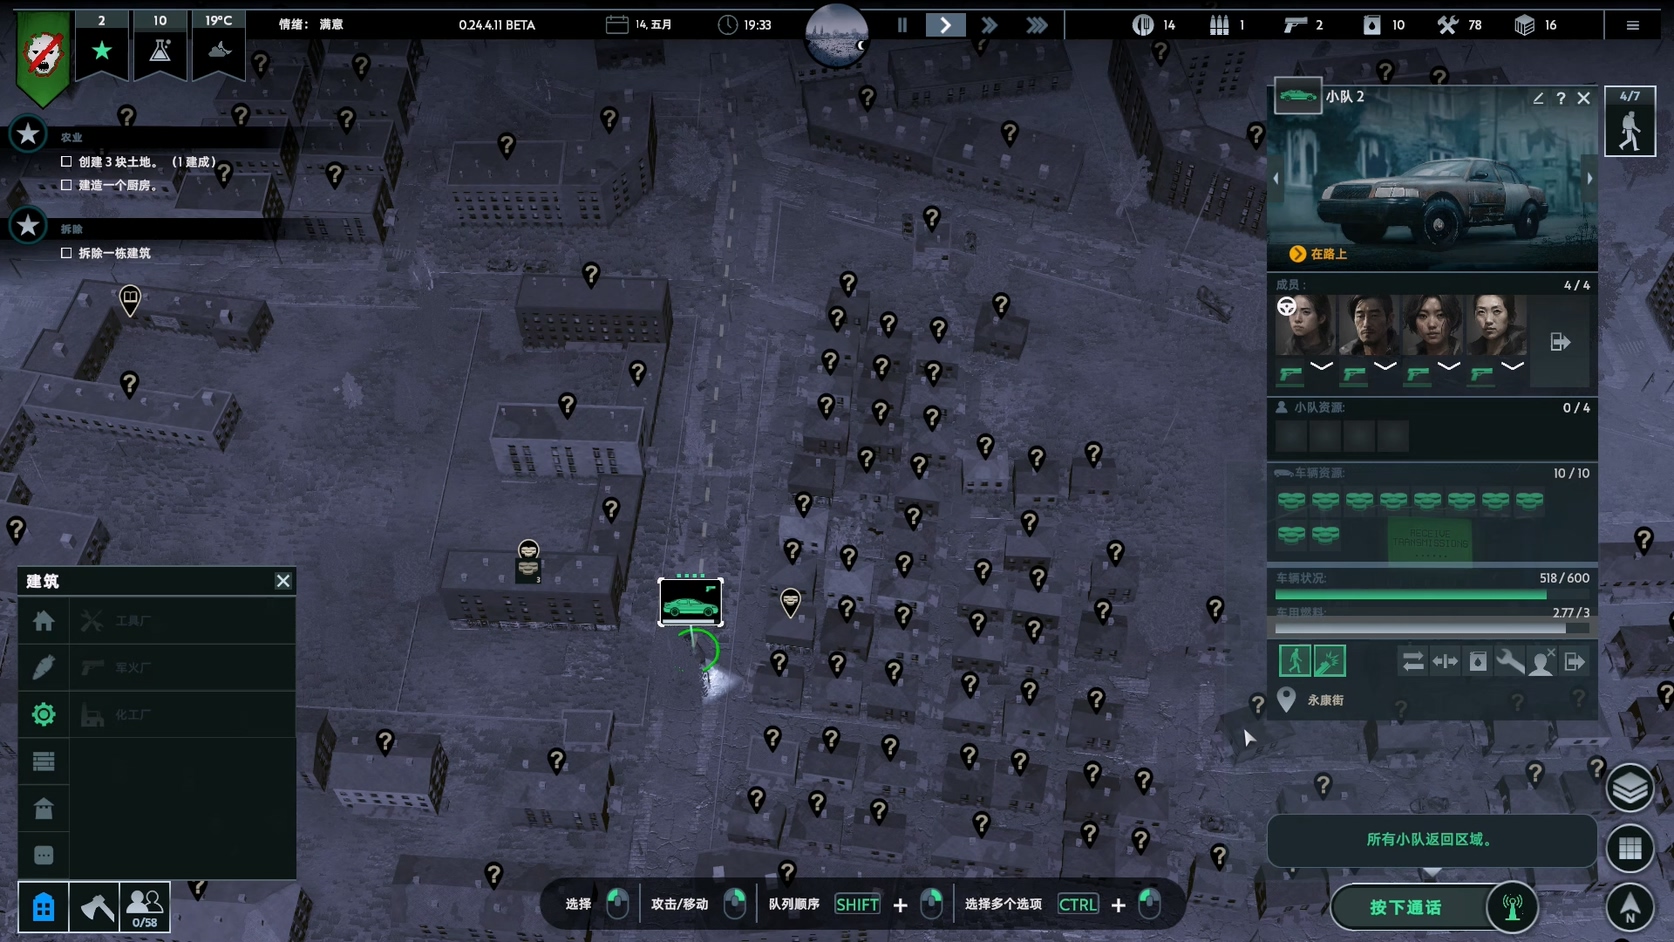 2
10
19°C
情绪： 满意
0.24.4.11 BETA
14, 五月
19:33
14
1
2
10
78
16
农业
创建 3 块土地。（1 建成）
建造一个厨房。
拆除
拆除一栋建筑
小队 2
?
4/7
在路上
成员：
4 / 4
小队资源:
0 / 4
车辆资源:
10 / 10
RECEIVE
TRANSMISSIONS
车辆状况:
518 / 600
车用燃料:
2.77 / 3
永康街
3
建筑
工具厂
军火厂
化工厂
0/58
所有小队返回区域。
按下通话
N
选择
攻击/移动
队列顺序 SHIFT +
选择多个选项 CTRL +